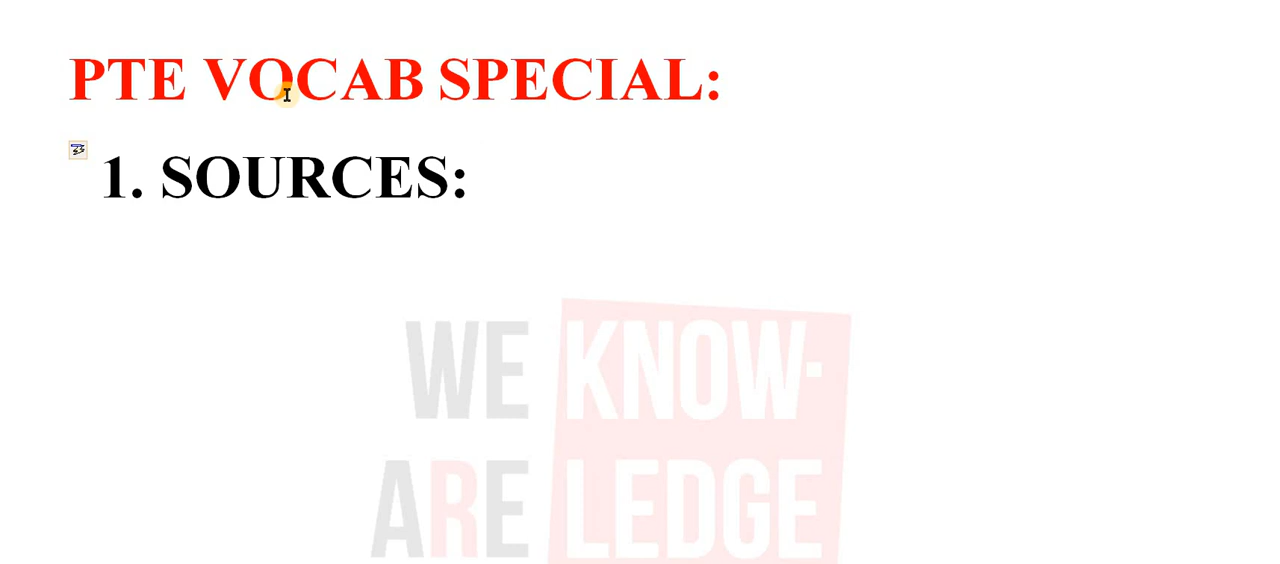 PTE VOCAB SPECIAL:
1. SOURCES:
WE KNOW-
ARE LEDGE